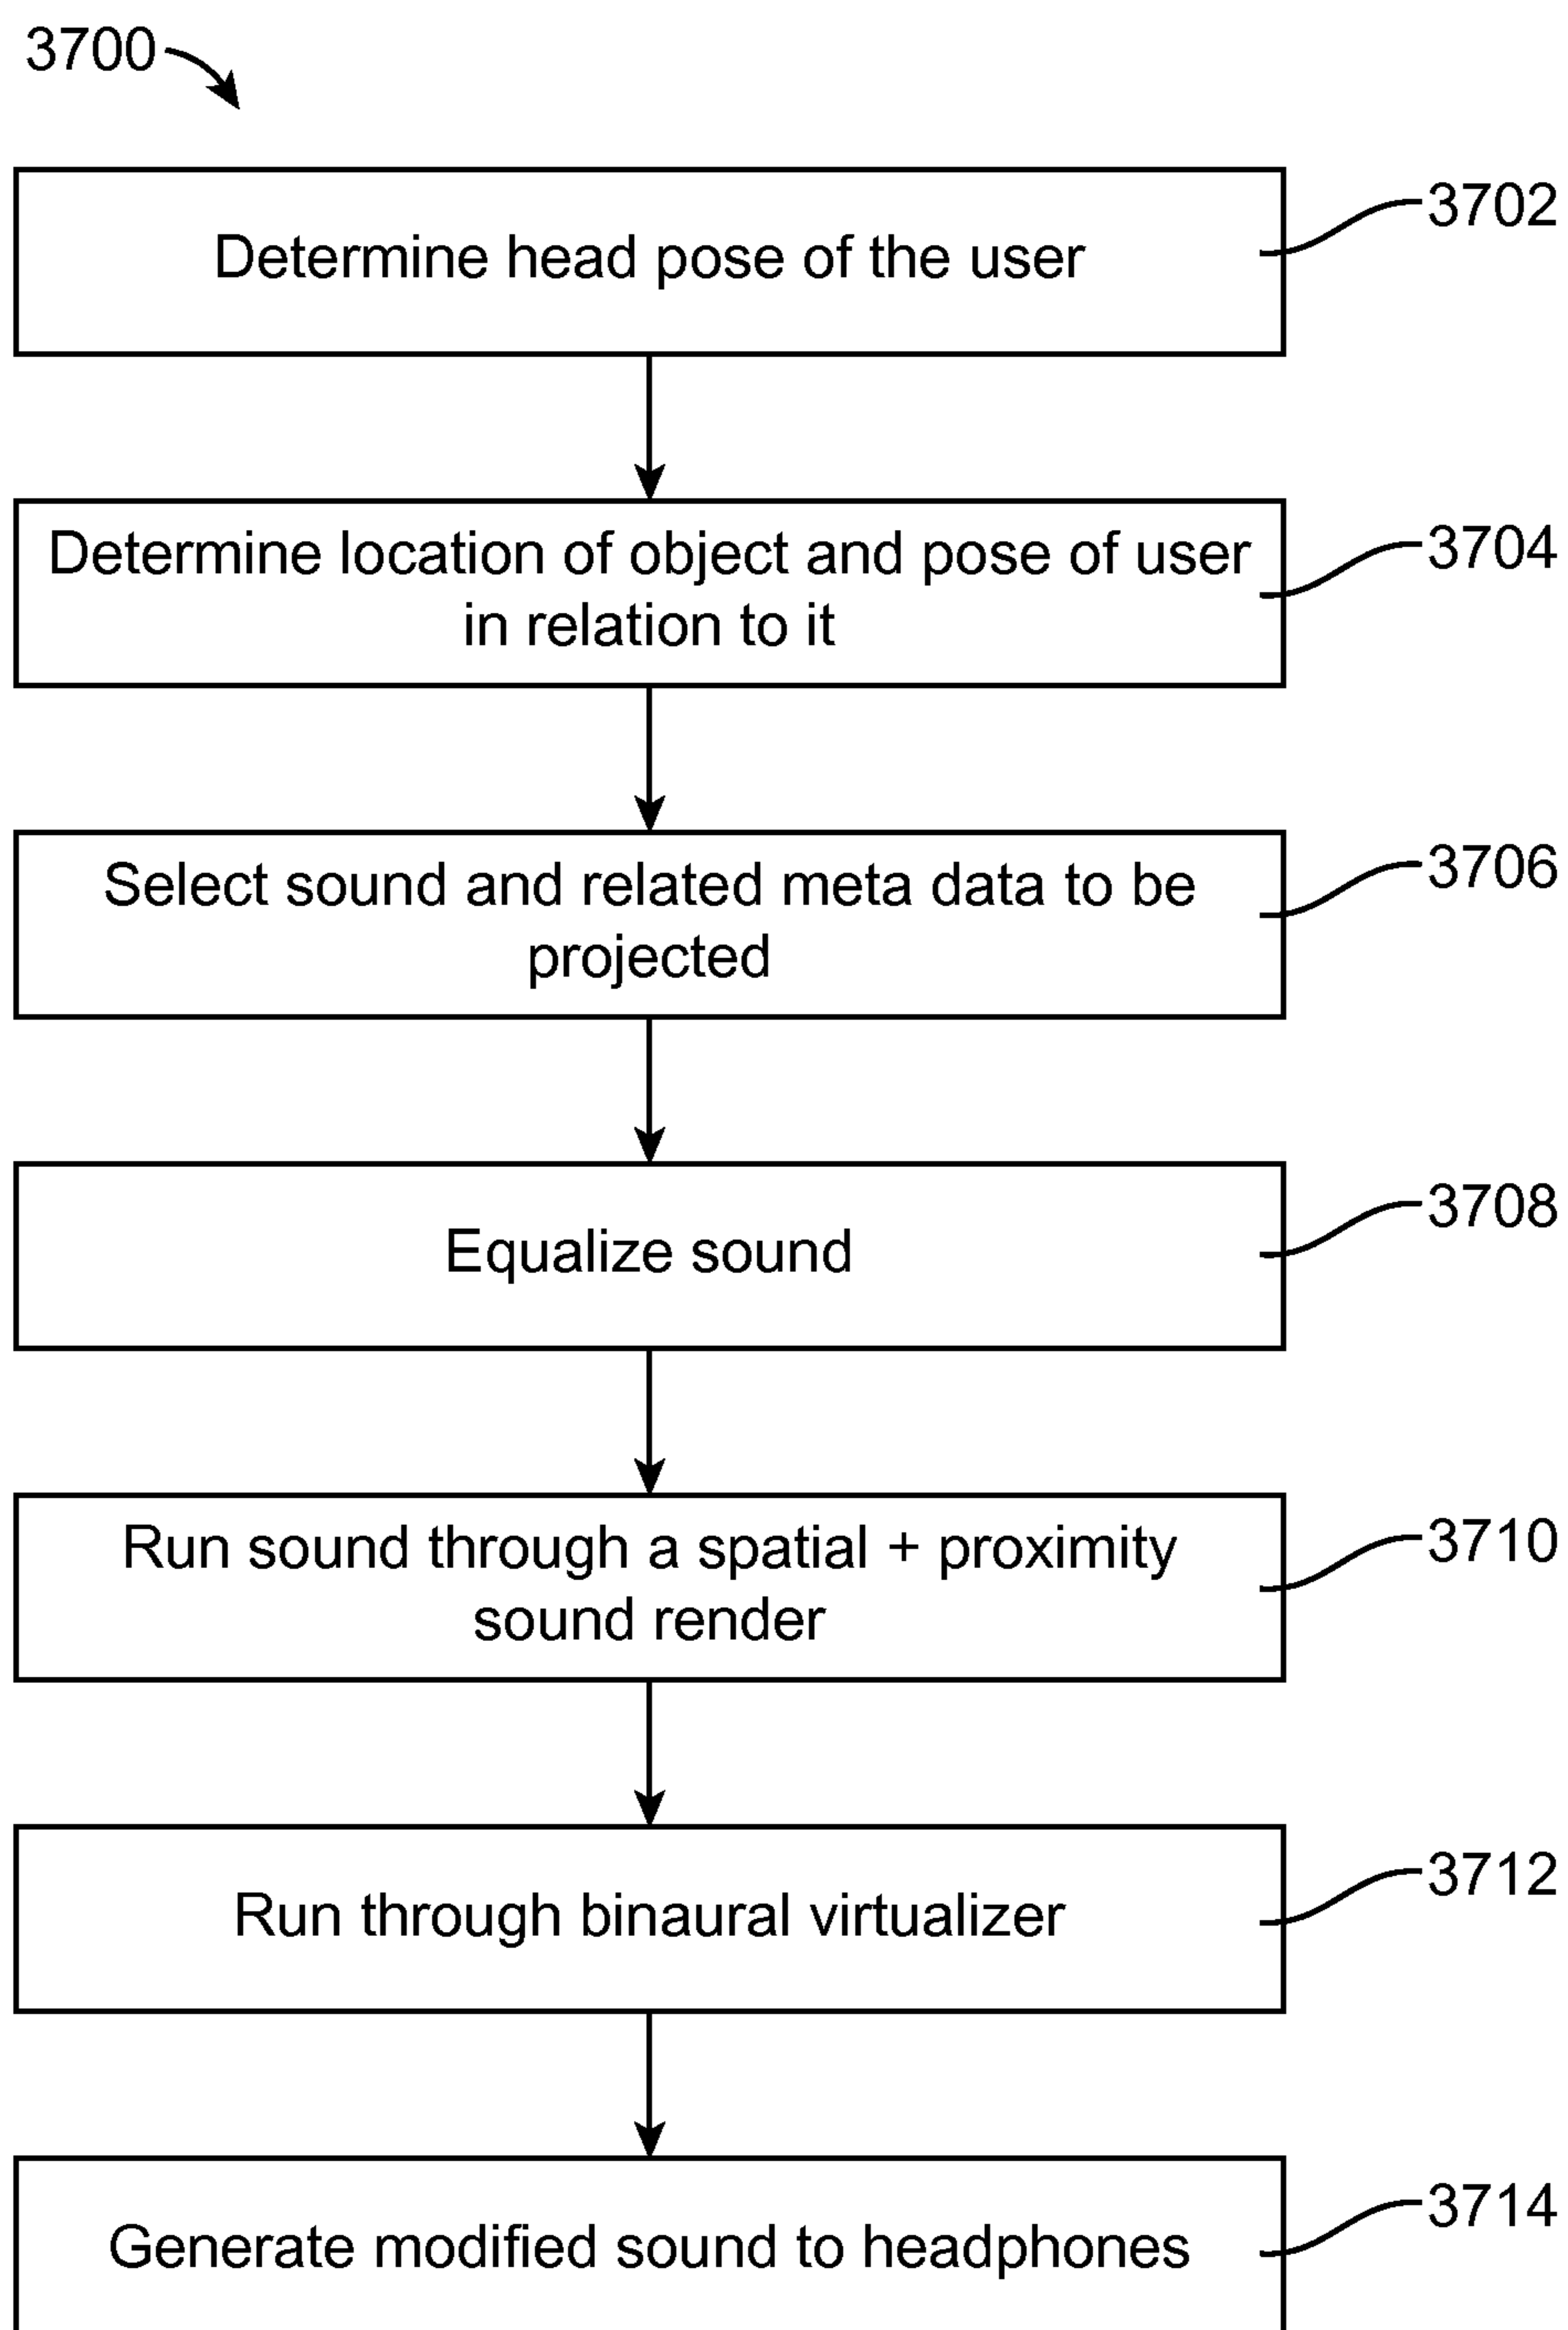 3700
Determine head pose of the user
3702
Determine location of object and pose of user
in relation to it
3704
Select sound and related meta data to be
projected
3706
Equalize sound
3708
Run sound through a spatial + proximity
sound render
3710
Run through binaural virtualizer
3712
Generate modified sound to headphones
3714